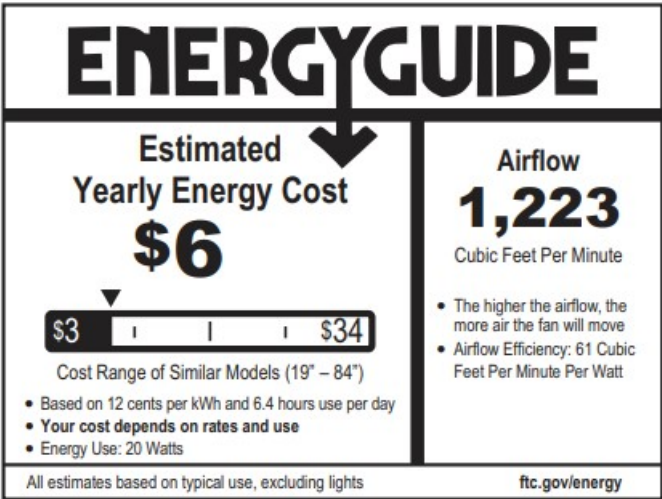 ENERGYGUIDE
Estimated
Yearly Energy Cost
$6
$3 $34
Cost Range of Similar Models (19” – 84”)
• Based on 12 cents per kWh and 6.4 hours use per day
• Your cost depends on rates and use
• Energy Use: 20 Watts
Airflow
1,223
Cubic Feet Per Minute
• The higher the airflow, the
more air the fan will move
• Airflow Efficiency: 61 Cubic
Feet Per Minute Per Watt
All estimates based on typical use, excluding lights
ftc.gov/energy